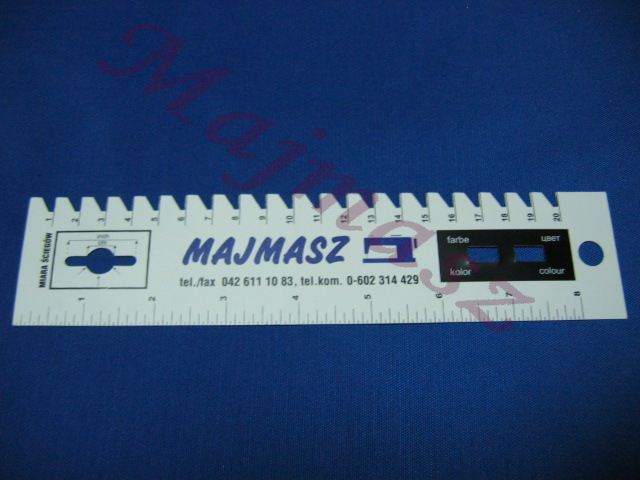 Majmasz
1 2 3 4 5 6 7 8 9 10 11 12 13 14 15 16 17 18 19 20
MIARA ŚCIEGÓW
inch
cm
MAJMASZ
tel./fax 042 611 10 83, tel.kom. 0-602 314 429
farbe цвет
kolor colour
1 2 3 4 5 6 7 8